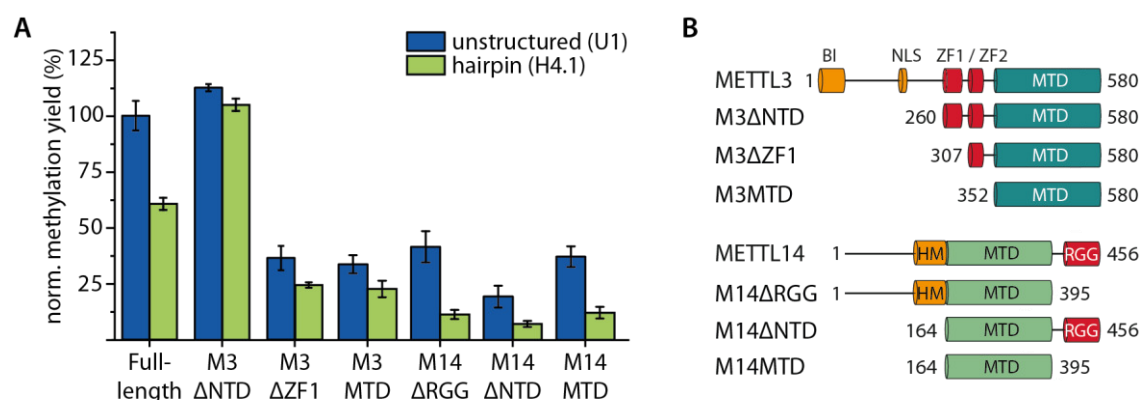 A
norm. methylation yield (%)
125
100
75
50
25
unstructured (U1)
hairpin (H4.1)
Full-
length
M3
ΔNTD
M3
ΔZF1
M3
MTD
M14
ΔRGG
M14
ΔNTD
M14
MTD
B
BI NLS ZF1 / ZF2
METTL3 1 MTD 580
M3ΔNTD 260 MTD 580
M3ΔZF1 307 MTD 580
M3MTD 352 MTD 580
METTL14 1 HM MTD RGG 456
M14ΔRGG 1 HM MTD 395
M14ΔNTD 164 MTD RGG 456
M14MTD 164 MTD 395